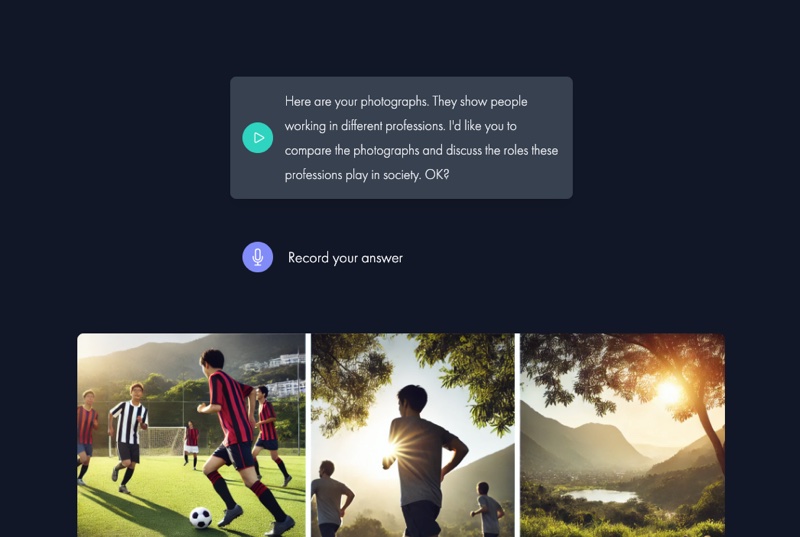 Here are your photographs. They show people
working in different professions. I'd like you to
compare the photographs and discuss the roles these
professions play in society. OK?
Record your answer